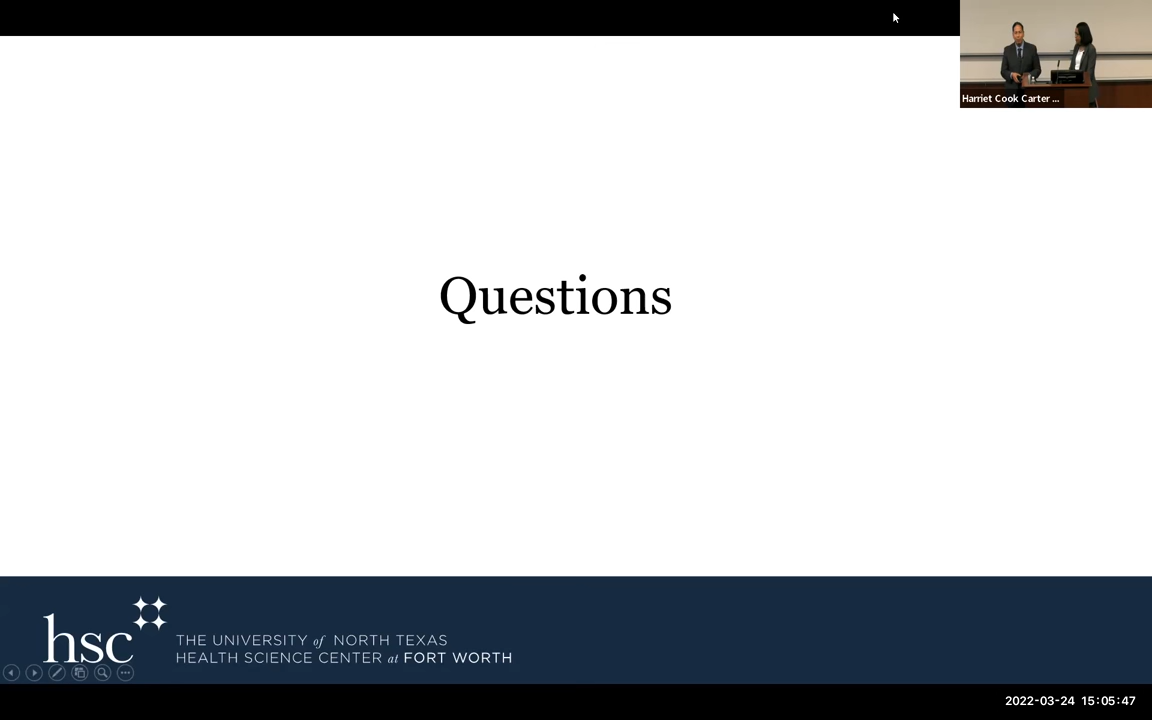 Harriet Cook Carter ...
Questions
hsc
THE UNIVERSITY of NORTH TEXAS
HEALTH SCIENCE CENTER at FORT WORTH
2022-03-24 15:05:47